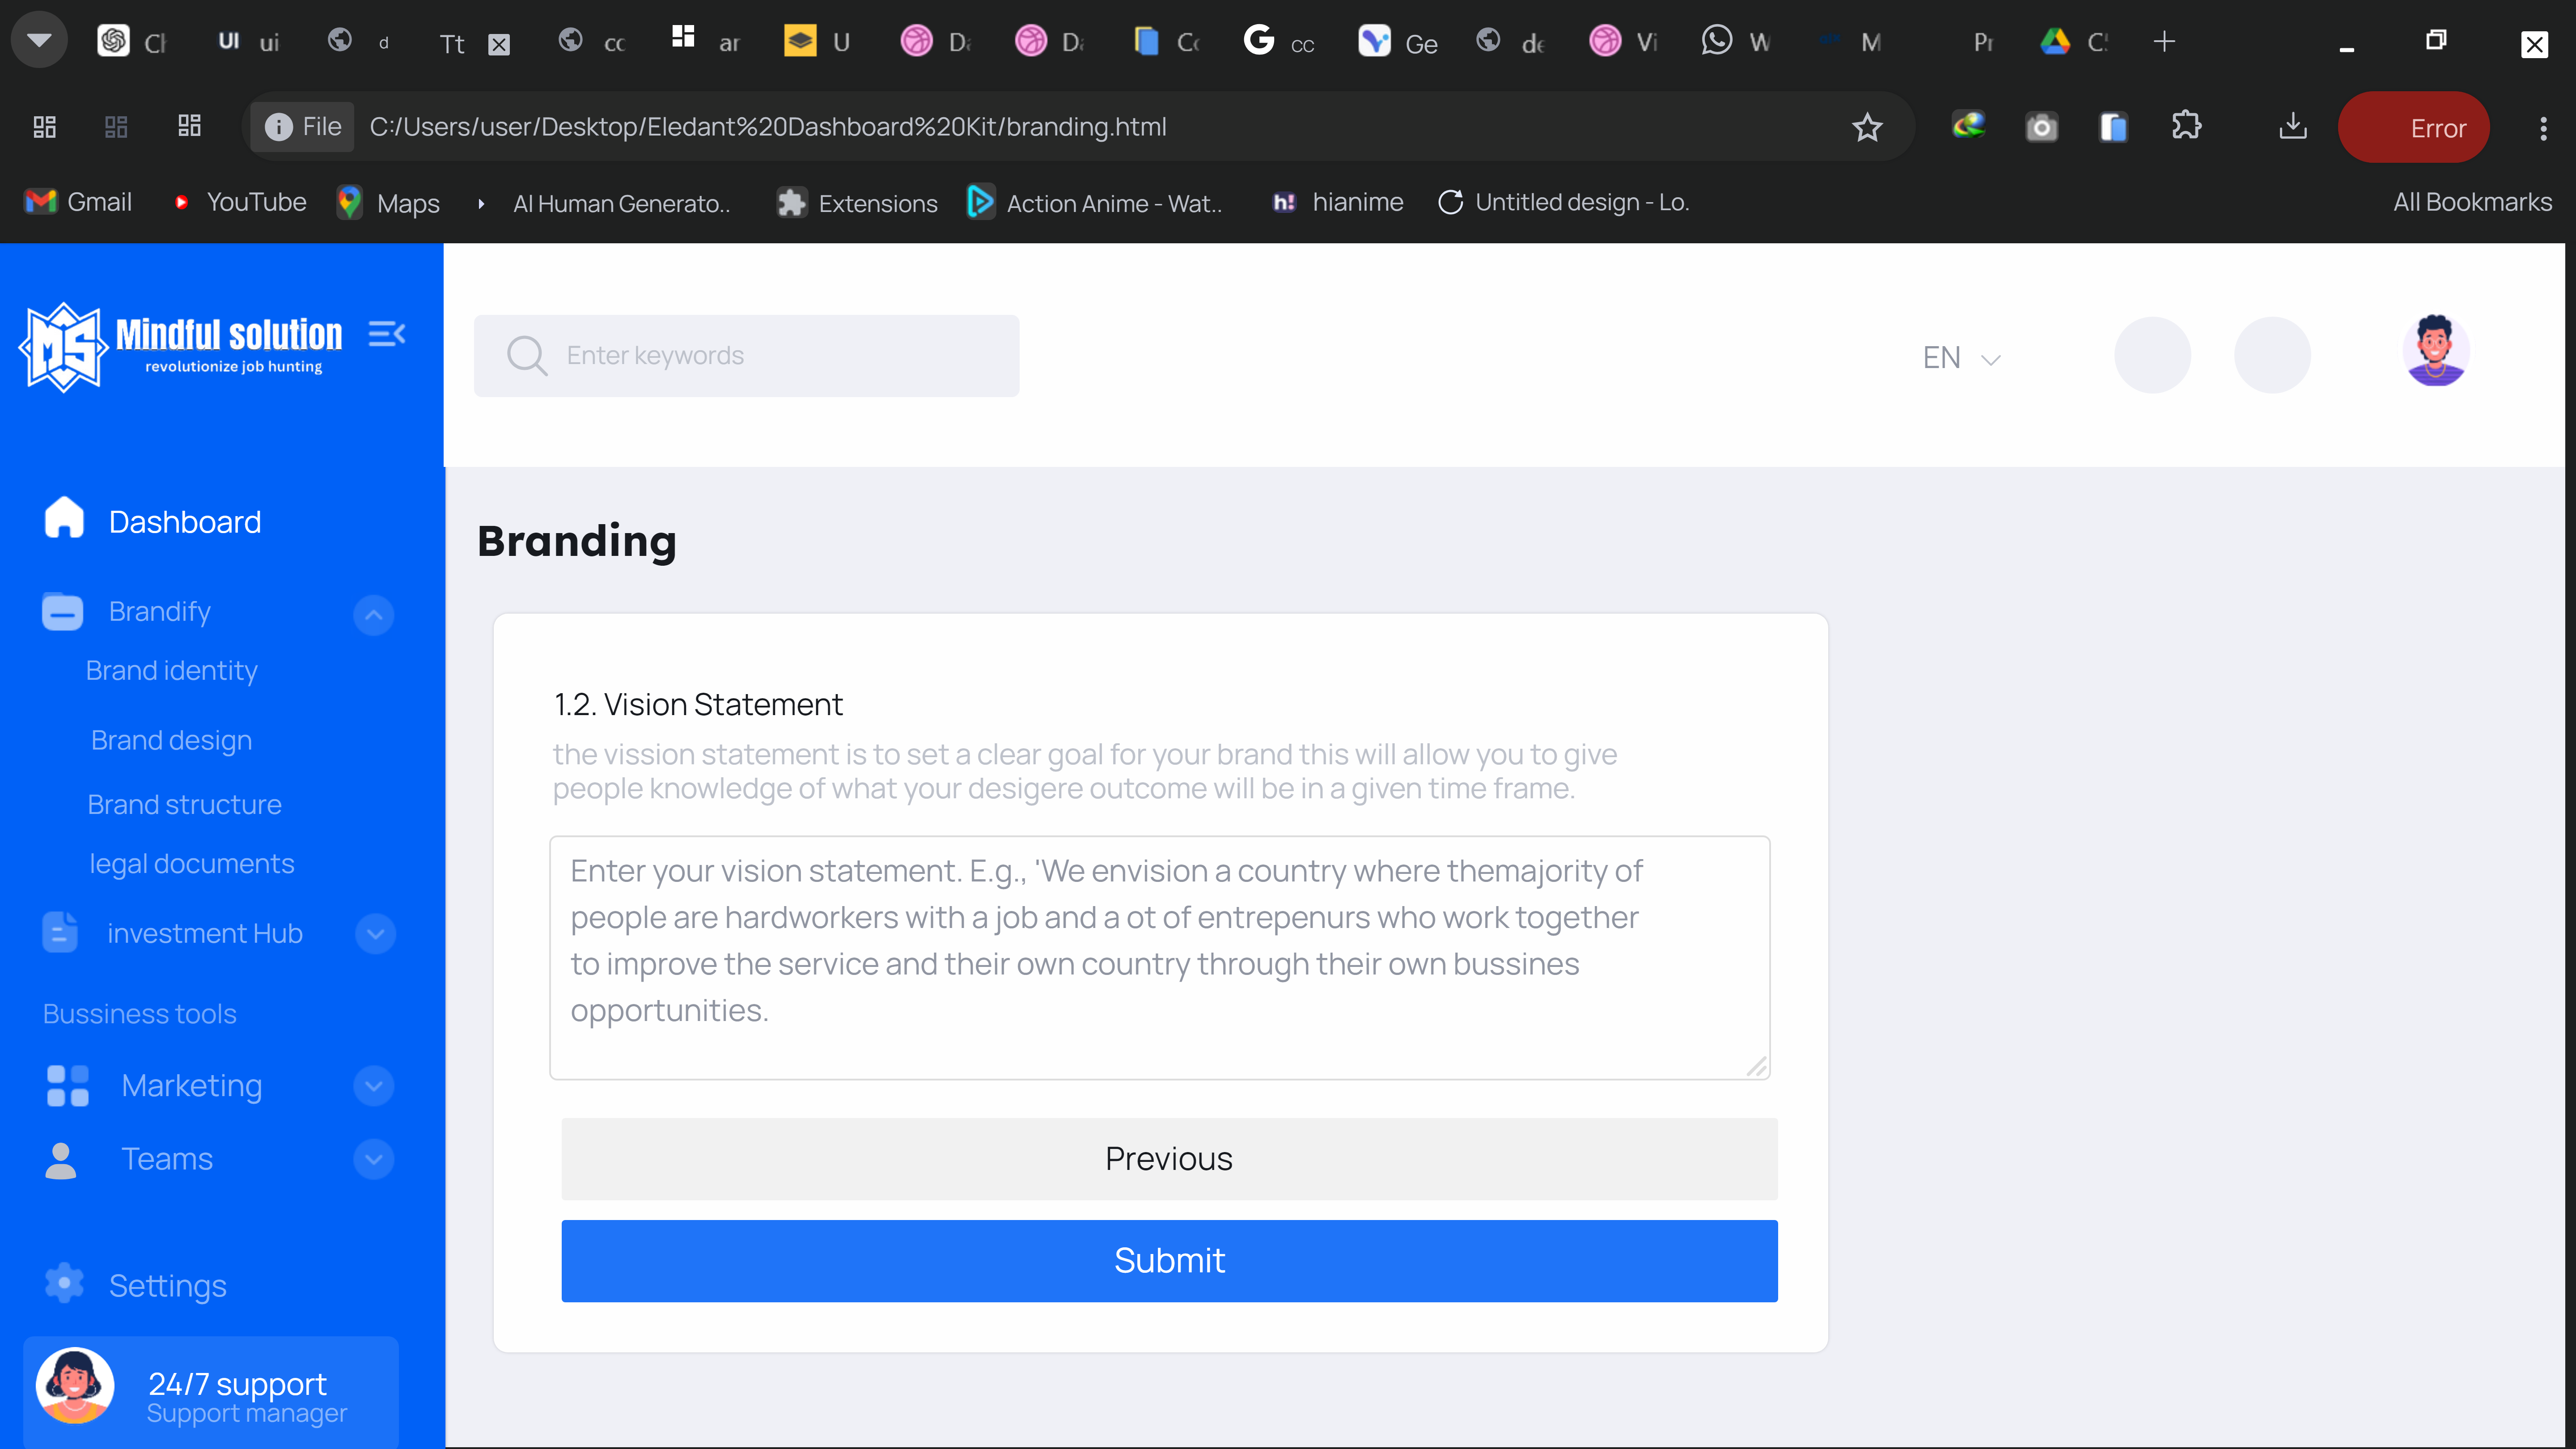 Ch UI ui d Tt cc ar U Da Da Co G cc Ge de Vi W M Pr C!
File C:/Users/user/Desktop/Eledant%20Dashboard%20Kit/branding.html Error
Gmail YouTube Maps AI Human Generato.. Extensions Action Anime - Wat.. h! hianime Untitled design - Lo. All Bookmarks
MS Mindful solution
revolutionize job hunting
Enter keywords
EN
Dashboard
Brandify
Brand identity
Brand design
Brand structure
legal documents
investment Hub
Bussiness tools
Marketing
Teams
Settings
24/7 support
Support manager
Branding
1.2. Vision Statement
the vission statement is to set a clear goal for your brand this will allow you to give
people knowledge of what your desigere outcome will be in a given time frame.
Enter your vision statement. E.g., 'We envision a country where themajority of
people are hardworkers with a job and a ot of entrepenurs who work together
to improve the service and their own country through their own bussines
opportunities.
Previous
Submit